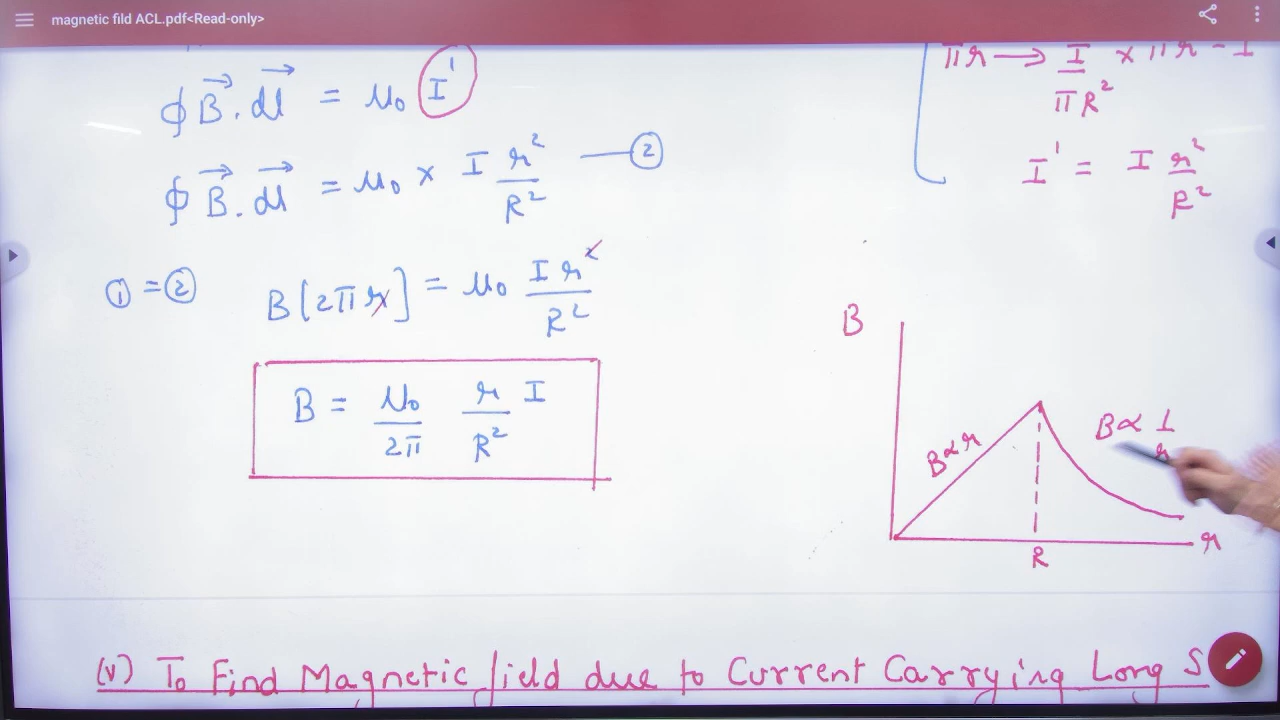 magnetic fild ACL.pdf<Read-only>
∮ B⃗ . dl⃗ = μ₀ I'
∮ B⃗ . dl⃗ = μ₀ × I r²/R² — ②
① = ② B [2πr] = μ₀ I r²/R²
B = μ₀/2π r/R² I
I/πR²
I' = I r²/R²
B
B ∝ r
B ∝ 1/r
R
r
(v) To Find Magnetic field due to Current Carrying Long S